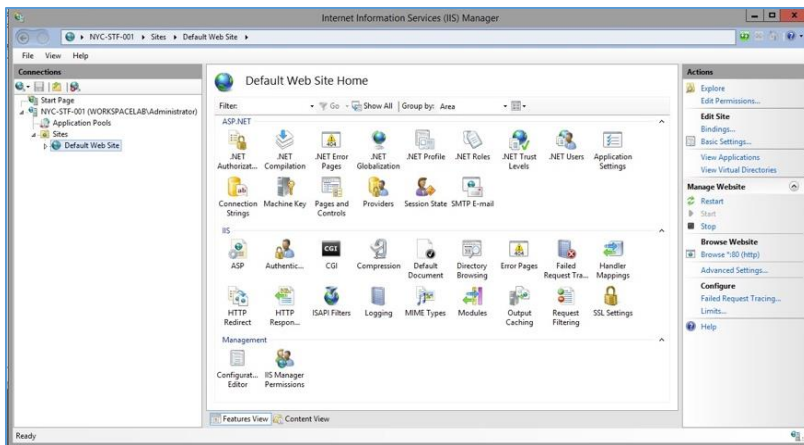 Internet Information Services (IIS) Manager
NYC-STF-001 Sites Default Web Site
File View Help
Connections
Start Page
NYC-STF-001 (WORKSPACELAB\Administrator)
Application Pools
Sites
Default Web Site
Default Web Site Home
Filter: Go Show All Group by: Area
ASP.NET
.NET Authorizat...
.NET Compilation
.NET Error Pages
.NET Globalization
.NET Profile
.NET Roles
.NET Trust Levels
.NET Users
Application Settings
Connection Strings
Machine Key
Pages and Controls
Providers
Session State
SMTP E-mail
IIS
ASP
Authentic...
CGI
Compression
Default Document
Directory Browsing
Error Pages
Failed Request Tra...
Handler Mappings
HTTP Redirect
HTTP Respon...
ISAPI Filters
Logging
MIME Types
Modules
Output Caching
Request Filtering
SSL Settings
Management
Configurat... Editor
IIS Manager Permissions
Features View Content View
Actions
Explore
Edit Permissions...
Edit Site
Bindings...
Basic Settings...
View Applications
View Virtual Directories
Manage Website
Restart
Start
Stop
Browse Website
Browse *:80 (http)
Advanced Settings...
Configure
Failed Request Tracing...
Limits...
Help
Ready